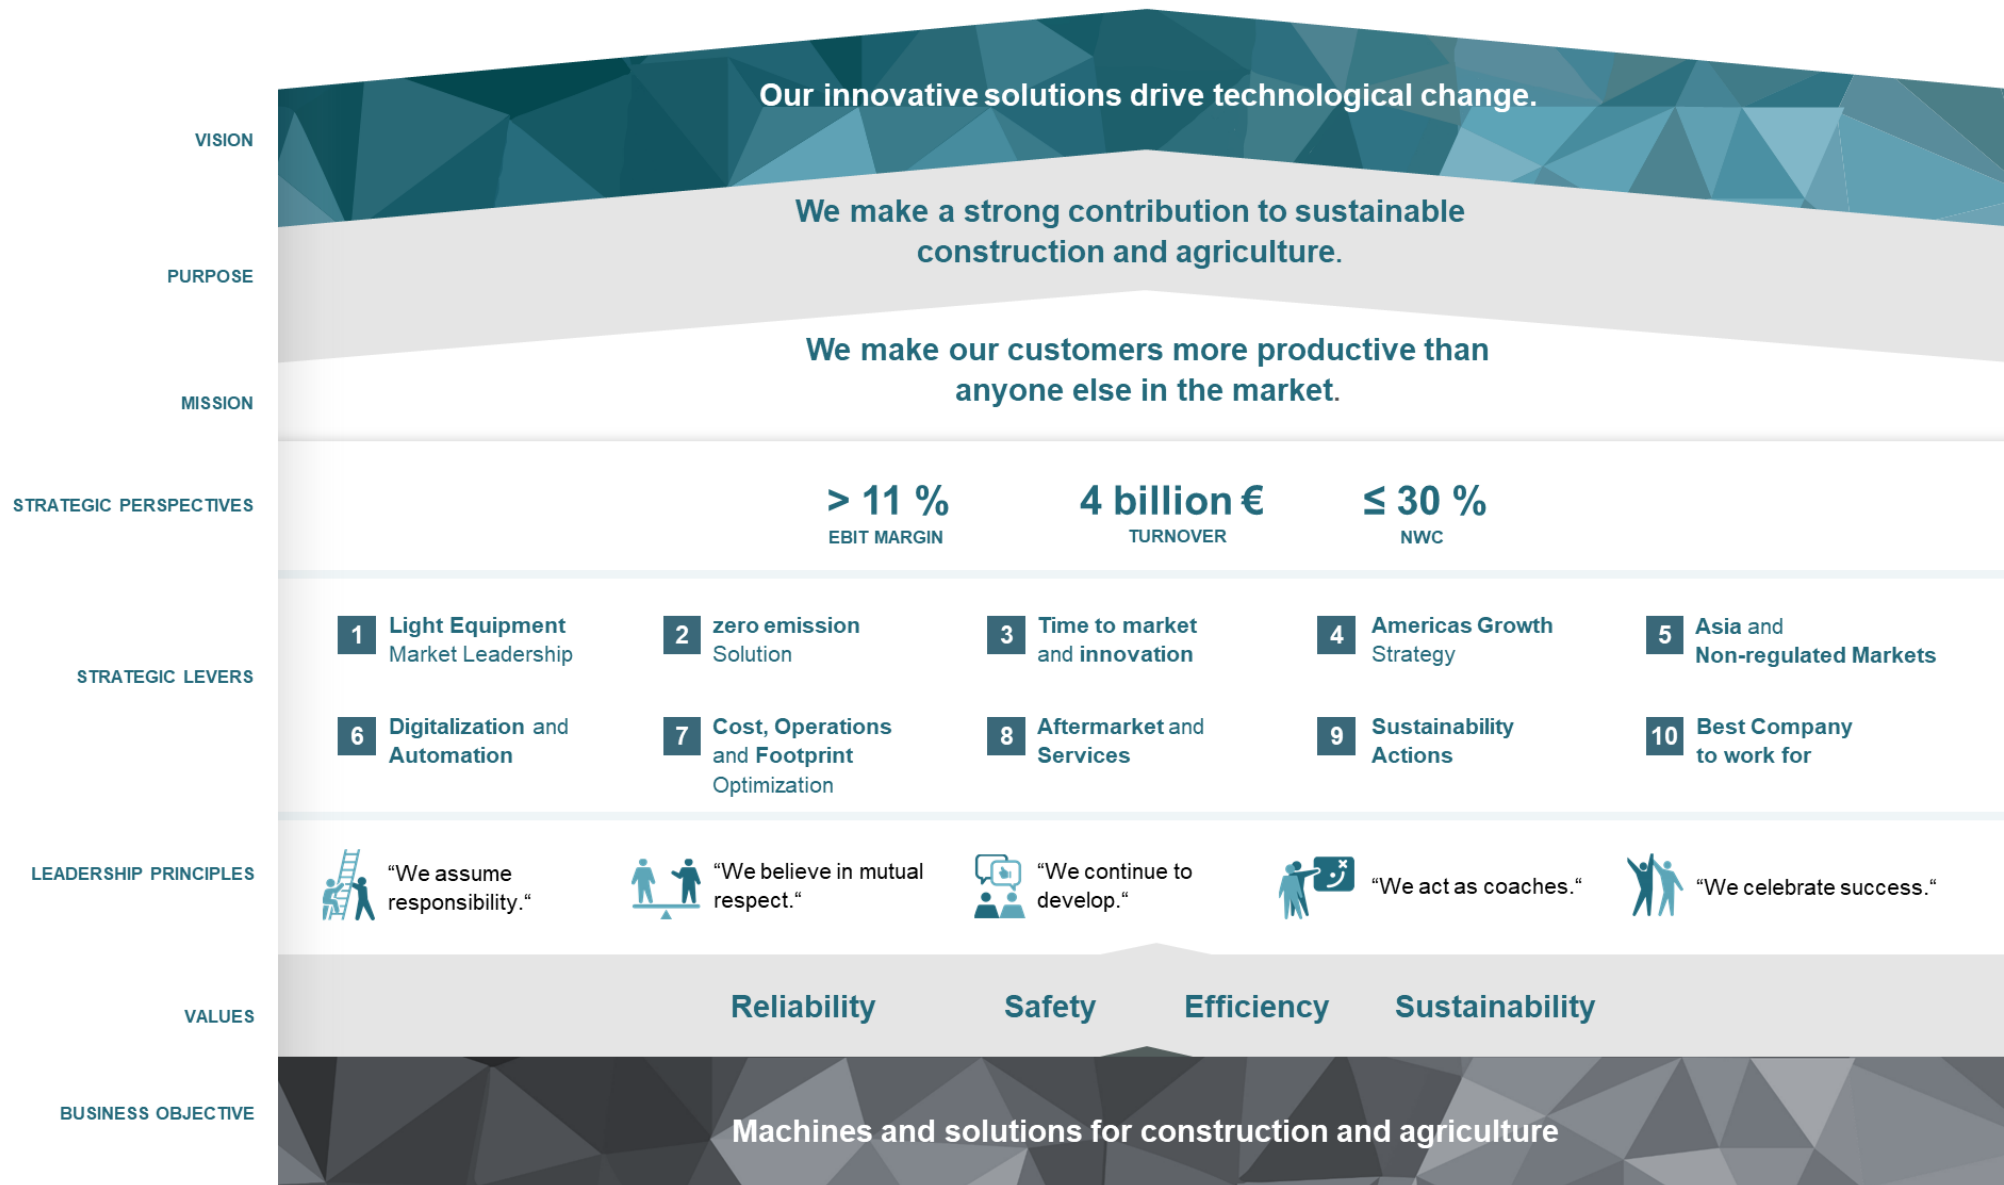 Our innovative solutions drive technological change.
VISION
We make a strong contribution to sustainable
construction and agriculture.
PURPOSE
We make our customers more productive than
anyone else in the market.
MISSION
STRATEGIC PERSPECTIVES
> 11 %
EBIT MARGIN
4 billion €
TURNOVER
≤ 30 %
NWC
STRATEGIC LEVERS
1
Light Equipment
Market Leadership
2
zero emission
Solution
3
Time to market
and innovation
4
Americas Growth
Strategy
5
Asia and
Non-regulated Markets
6
Digitalization and
Automation
7
Cost, Operations
and Footprint
Optimization
8
Aftermarket and
Services
9
Sustainability
Actions
10
Best Company
to work for
LEADERSHIP PRINCIPLES
“We assume
responsibility.“
“We believe in mutual
respect.“
“We continue to
develop.“
“We act as coaches.“
“We celebrate success.“
VALUES
Reliability
Safety
Efficiency
Sustainability
BUSINESS OBJECTIVE
Machines and solutions for construction and agriculture